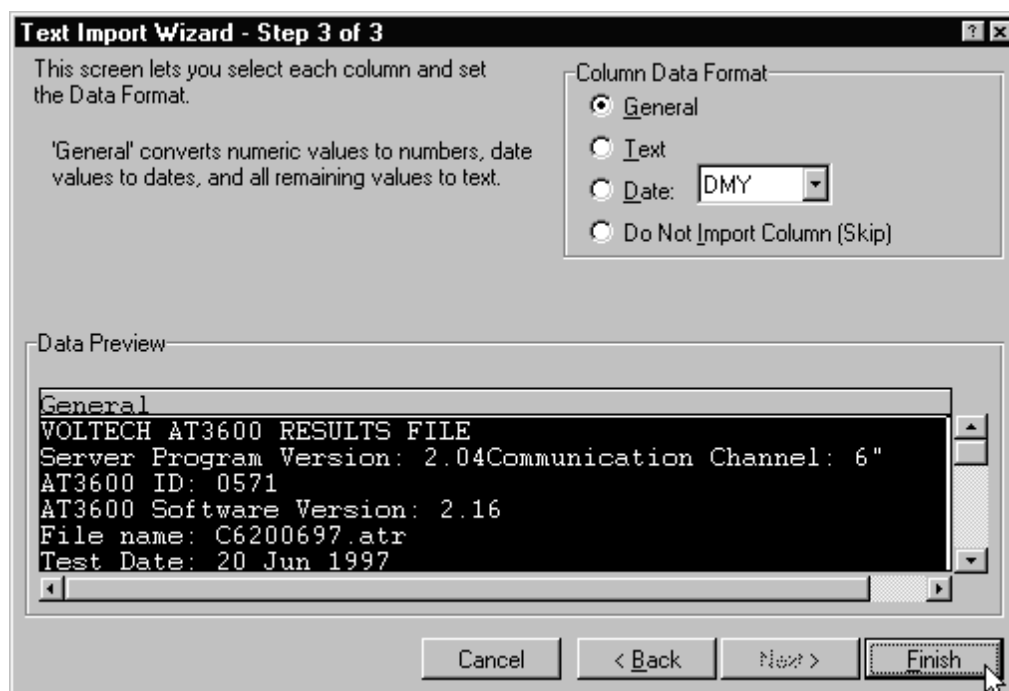 Text Import Wizard - Step 3 of 3
This screen lets you select each column and set
the Data Format.
'General' converts numeric values to numbers, date
values to dates, and all remaining values to text.
Column Data Format
General
Text
Date: DMY
Do Not Import Column (Skip)
Data Preview
General
VOLTECH AT3600 RESULTS FILE
Server Program Version: 2.04Communication Channel: 6"
AT3600 ID: 0571
AT3600 Software Version: 2.16
File name: C6200697.atr
Test Date: 20 Jun 1997
Cancel
< Back
Next >
Finish